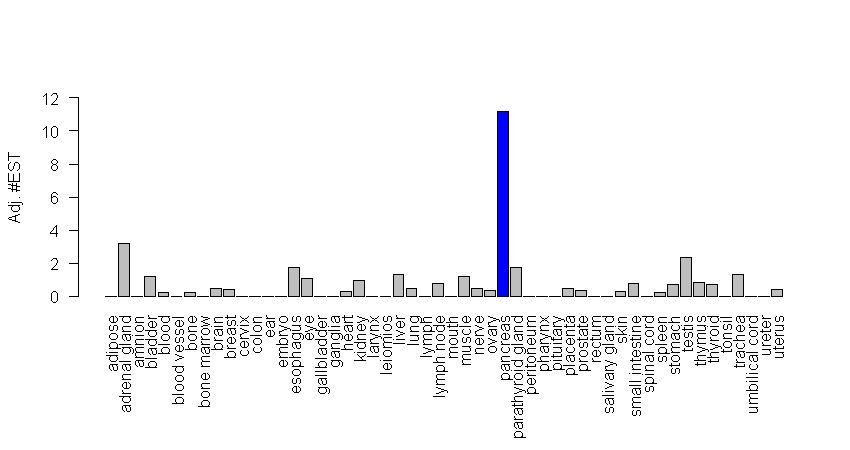 12
10
8
6
4
2
0
Adj. #EST
adipose
adrenal gland
amnion
bladder
blood
blood vessel
bone
bone marrow
brain
breast
cervix
colon
ear
embryo
esophagus
eye
gallbladder
ganglia
heart
kidney
larynx
leiomios
liver
lung
lymph
lymph node
mouth
muscle
nerve
ovary
pancreas
parathyroid gland
peritoneum
pharynx
pituitary
placenta
prostate
rectum
salivary gland
skin
small intestine
spinal cord
spleen
stomach
testis
thymus
thyroid
tonsil
trachea
umbilical cord
ureter
uterus